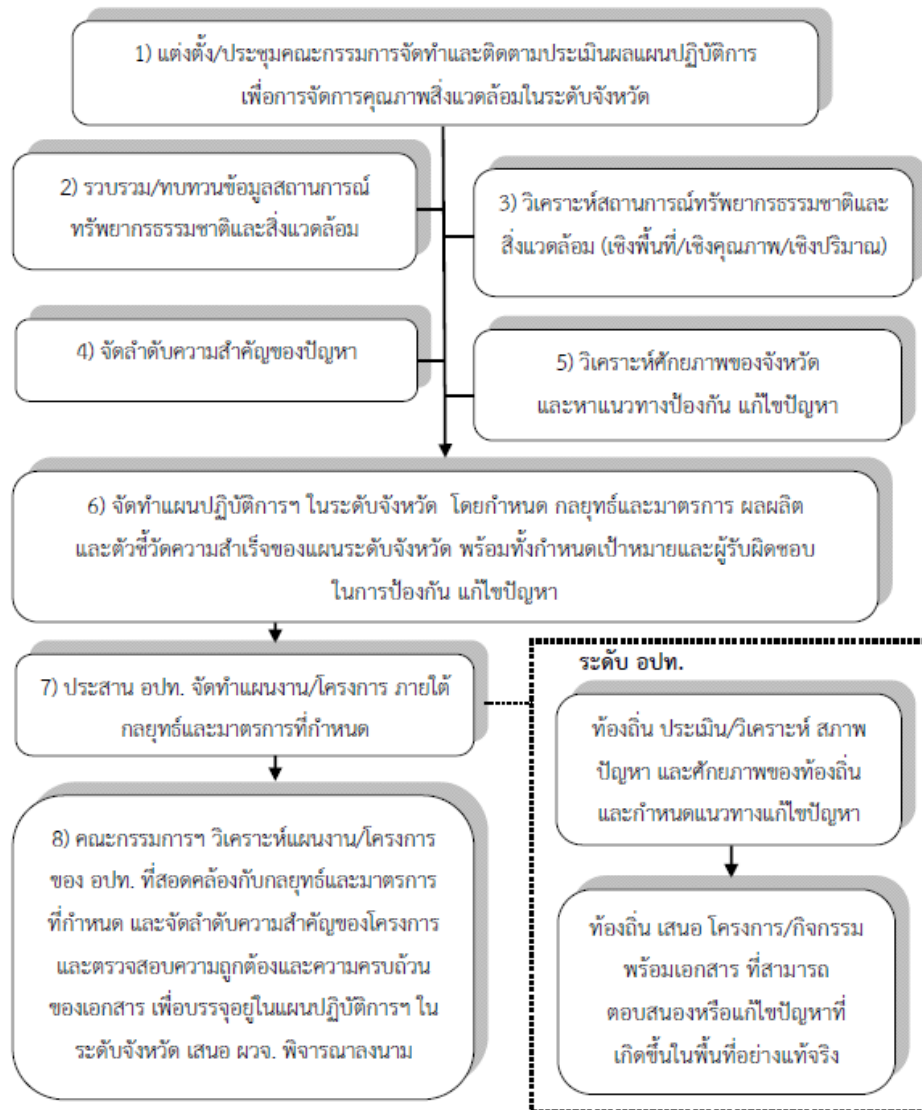 1) แต่งตั้ง/ประชุมคณะกรรมการจัดทำและติดตามประเมินผลแผนปฏิบัติการ
เพื่อการจัดการคุณภาพสิ่งแวดล้อมในระดับจังหวัด
2) รวบรวม/ทบทวนข้อมูลสถานการณ์
ทรัพยากรธรรมชาติและสิ่งแวดล้อม
3) วิเคราะห์สถานการณ์ทรัพยากรธรรมชาติและ
สิ่งแวดล้อม (เชิงพื้นที่/เชิงคุณภาพ/เชิงปริมาณ)
4) จัดลำดับความสำคัญของปัญหา
5) วิเคราะห์ศักยภาพของจังหวัด
และหาแนวทางป้องกัน แก้ไขปัญหา
6) จัดทำแผนปฏิบัติการฯ ในระดับจังหวัด โดยกำหนด กลยุทธ์และมาตรการ ผลผลิต
และตัวชี้วัดความสำเร็จของแผนระดับจังหวัด พร้อมทั้งกำหนดเป้าหมายและผู้รับผิดชอบ
ในการป้องกัน แก้ไขปัญหา
7) ประสาน อปท. จัดทำแผนงาน/โครงการ ภายใต้
กลยุทธ์และมาตรการที่กำหนด
8) คณะกรรมการฯ วิเคราะห์แผนงาน/โครงการ
ของ อปท. ที่สอดคล้องกับกลยุทธ์และมาตรการ
ที่กำหนด และจัดลำดับความสำคัญของโครงการ
และตรวจสอบความถูกต้องและความครบถ้วน
ของเอกสาร เพื่อบรรจุอยู่ในแผนปฏิบัติการฯ ใน
ระดับจังหวัด เสนอ ผวจ. พิจารณาลงนาม
ระดับ อปท.
ท้องถิ่น ประเมิน/วิเคราะห์ สภาพ
ปัญหา และศักยภาพของท้องถิ่น
และกำหนดแนวทางแก้ไขปัญหา
ท้องถิ่น เสนอ โครงการ/กิจกรรม
พร้อมเอกสาร ที่สามารถ
ตอบสนองหรือแก้ไขปัญหาที่
เกิดขึ้นในพื้นที่อย่างแท้จริง